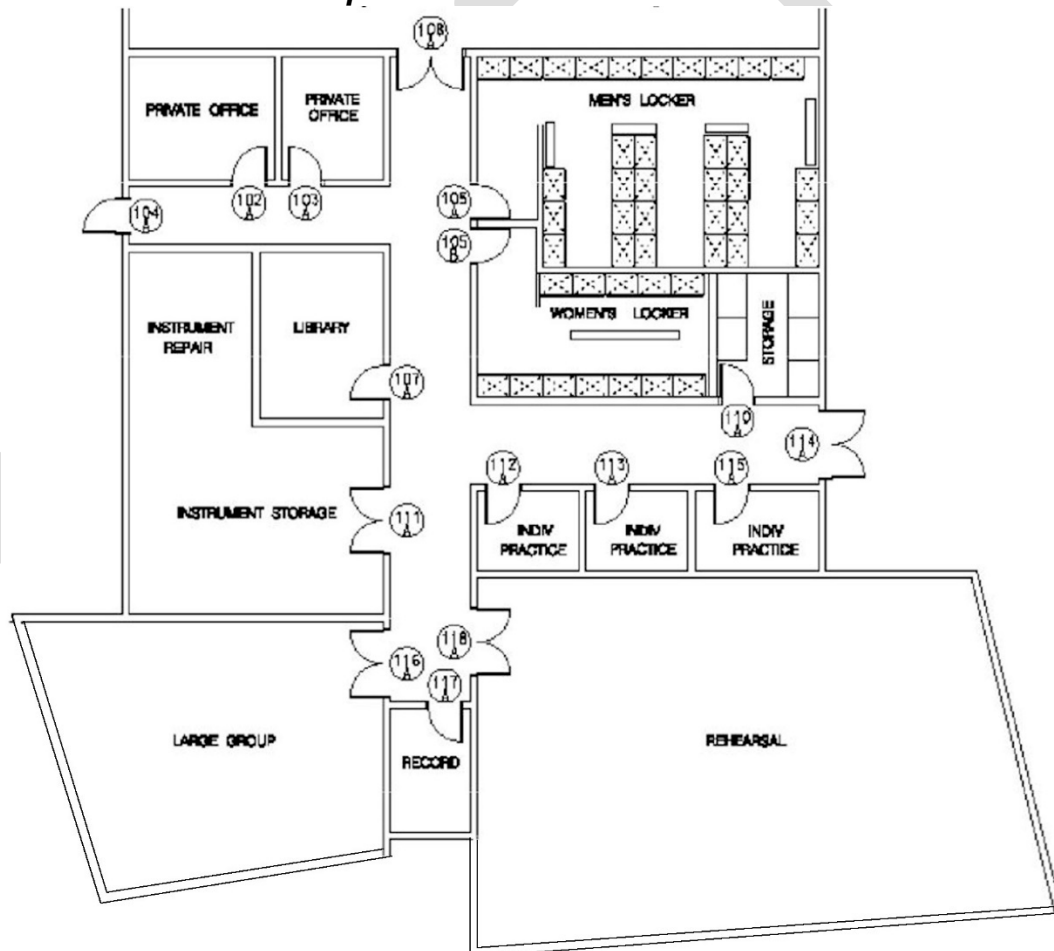 108
A
PRIVATE OFFICE
PRIVATE
OFFICE
MEN'S LOCKER
102
A
103
A
104
A
105
A
105
B
INSTRUMENT
REPAIR
LIBRARY
WOMEN'S LOCKER
STORAGE
107
A
110
A
114
A
112
A
113
A
115
A
INSTRUMENT STORAGE
111
A
INDIV
PRACTICE
INDIV
PRACTICE
INDIV
PRACTICE
118
A
116
A
117
A
LARGE GROUP
RECORD
REHEARSAL